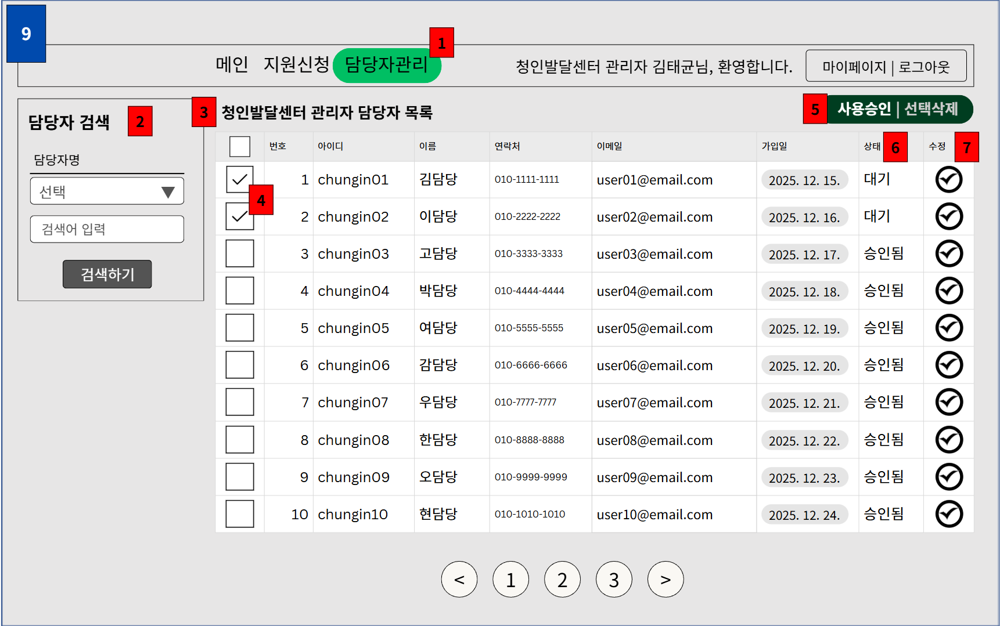 9
1
메인 지원신청 담당자관리
청인발달센터 관리자 김태균님, 환영합니다.
마이페이지 | 로그아웃
담당자 검색 2
담당자명
선택
검색어 입력
검색하기
3 청인발달센터 관리자 담당자 목록
5 사용승인 | 선택삭제
번호 아이디 이름 연락처 이메일 가입일 상태 6 수정 7
1 chungin01 김담당 010-1111-1111 user01@email.com 2025. 12. 15. 대기
4
2 chungin02 이담당 010-2222-2222 user02@email.com 2025. 12. 16. 대기
3 chungin03 고담당 010-3333-3333 user03@email.com 2025. 12. 17. 승인됨
4 chungin04 박담당 010-4444-4444 user04@email.com 2025. 12. 18. 승인됨
5 chungin05 여담당 010-5555-5555 user05@email.com 2025. 12. 19. 승인됨
6 chungin06 감담당 010-6666-6666 user06@email.com 2025. 12. 20. 승인됨
7 chungin07 우담당 010-7777-7777 user07@email.com 2025. 12. 21. 승인됨
8 chungin08 한담당 010-8888-8888 user08@email.com 2025. 12. 22. 승인됨
9 chungin09 오담당 010-9999-9999 user09@email.com 2025. 12. 23. 승인됨
10 chungin10 현담당 010-1010-1010 user10@email.com 2025. 12. 24. 승인됨
< 1 2 3 >